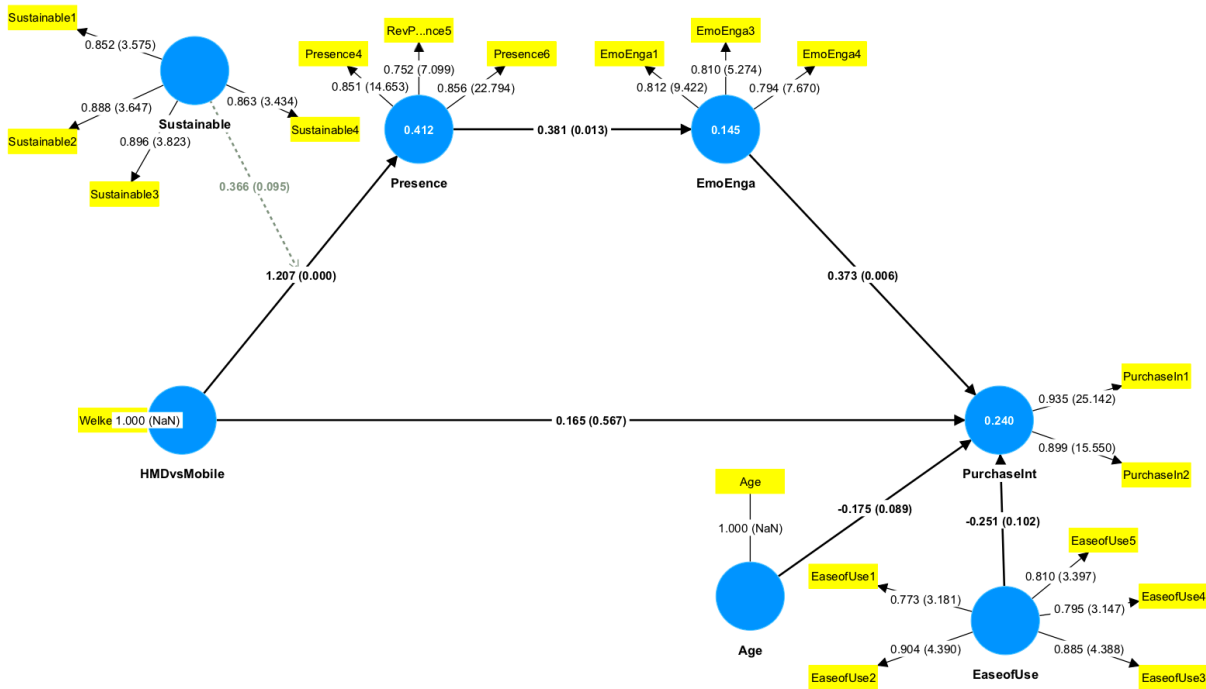 Sustainable1
0.852 (3.575)
RevP...nce5
EmoEnga3
Presence4
Presence6
EmoEnga1
EmoEnga4
0.752 (7.099)
0.810 (5.274)
0.851 (14.653)
0.856 (22.794)
0.812 (9.422)
0.794 (7.670)
0.888 (3.647)
0.863 (3.434)
Sustainable
Sustainable4
0.412
0.381 (0.013)
0.145
Sustainable2
0.896 (3.823)
Sustainable3
0.366 (0.095)
Presence
EmoEnga
1.207 (0.000)
0.373 (0.006)
PurchaseIn1
0.935 (25.142)
Welke
1.000 (NaN)
0.165 (0.567)
0.240
0.899 (15.550)
HMDvsMobile
PurchaseInt
PurchaseIn2
Age
-0.175 (0.089)
1.000 (NaN)
-0.251 (0.102)
EaseofUse5
EaseofUse1
0.810 (3.397)
0.773 (3.181)
EaseofUse4
0.795 (3.147)
0.904 (4.390)
0.885 (4.388)
Age
EaseofUse
EaseofUse2
EaseofUse3